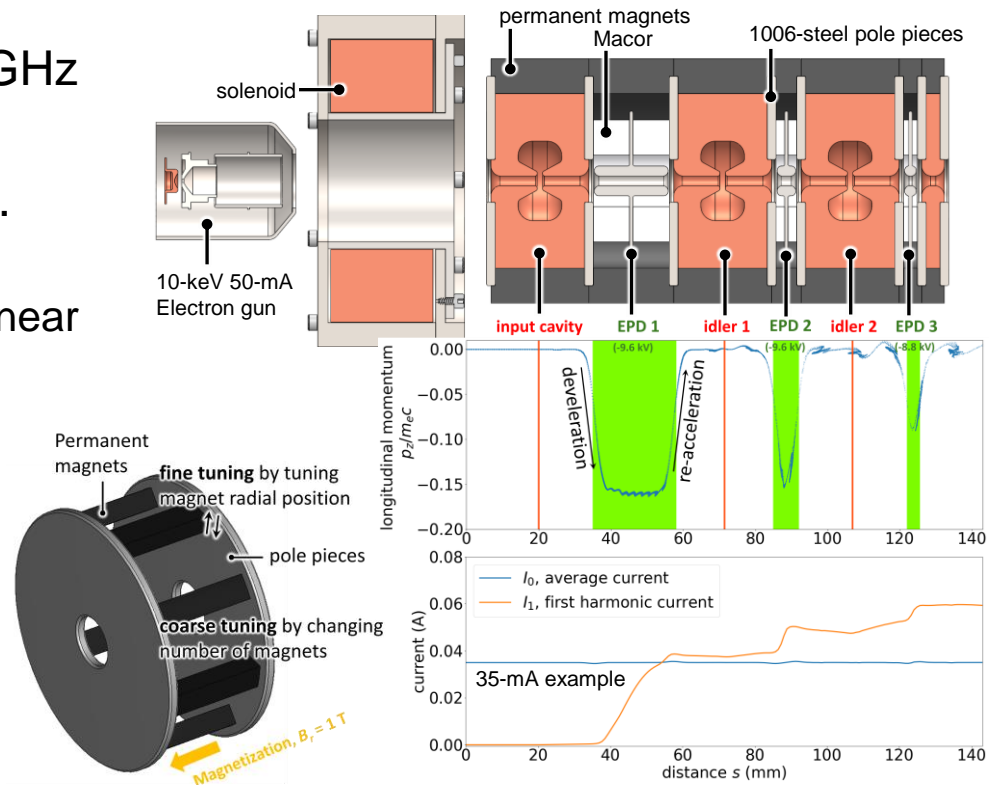 GHz
.
near
permanent magnets
Macor
1006-steel pole pieces
solenoid
10-keV 50-mA
Electron gun
input cavity
EPD 1
idler 1
EPD 2
idler 2
EPD 3
(-9.6 kV)
(-9.6 kV)
(-8.8 kV)
develeration
re-acceleration
longitudinal momentum
p_z/m_ec
0.00
−0.05
−0.10
−0.15
−0.20
0 20 40 60 80 100 120 140
Permanent
magnets
fine tuning by tuning
magnet radial position
pole pieces
coarse tuning by changing
number of magnets
Magnetization, B_r = 1 T
I_0, average current
I_1, first harmonic current
35-mA example
current (A)
0.08
0.06
0.04
0.02
0.00
0 20 40 60 80 100 120 140
distance s (mm)